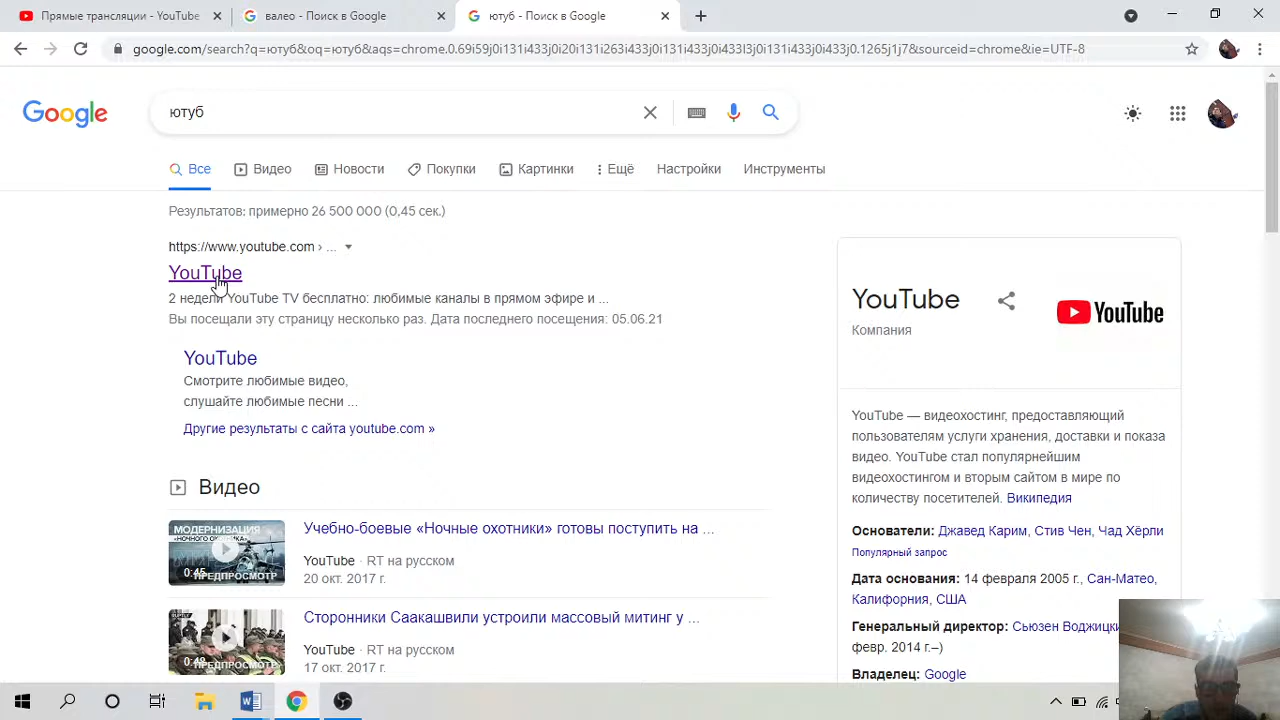 Прямые трансляции - YouTube
валео - Поиск в Google
ютуб - Поиск в Google
google.com/search?q=ютуб&oq=ютуб&aqs=chrome.0.69i59j0i131i433j0i20i131i263i433j0i131i433l3j0i131i433j0i131i433j0.1265j1j7&sourceid=chrome&ie=UTF-8
Google
ютуб
Все
Видео
Новости
Покупки
Картинки
Ещё
Настройки
Инструменты
Результатов: примерно 26 500 000 (0,45 сек.)
https://www.youtube.com › ...
YouTube
2 недели YouTube TV бесплатно: любимые каналы в прямом эфире и ...
Вы посещали эту страницу несколько раз. Дата последнего посещения: 05.06.21
YouTube
Смотрите любимые видео,
слушайте любимые песни ...
Другие результаты с сайта youtube.com »
Видео
МОДЕРНИЗАЦИЯ
0:45
ПРЕДПРОСМОТР
Учебно-боевые «Ночные охотники» готовы поступить на ...
YouTube · RT на русском
20 окт. 2017 г.
0:49
ПРЕДПРОСМОТР
Сторонники Саакашвили устроили массовый митинг у ...
YouTube · RT на русском
17 окт. 2017 г.
YouTube
Компания
YouTube
YouTube — видеохостинг, предоставляющий
пользователям услуги хранения, доставки и показа
видео. YouTube стал популярнейшим
видеохостингом и вторым сайтом в мире по
количеству посетителей. Википедия
Основатели: Джавед Карим, Стив Чен, Чад Хёрли
Популярный запрос
Дата основания: 14 февраля 2005 г., Сан-Матео,
Калифорния, США
Генеральный директор: Сьюзен Воджицки
февр. 2014 г.–)
Владелец: Google